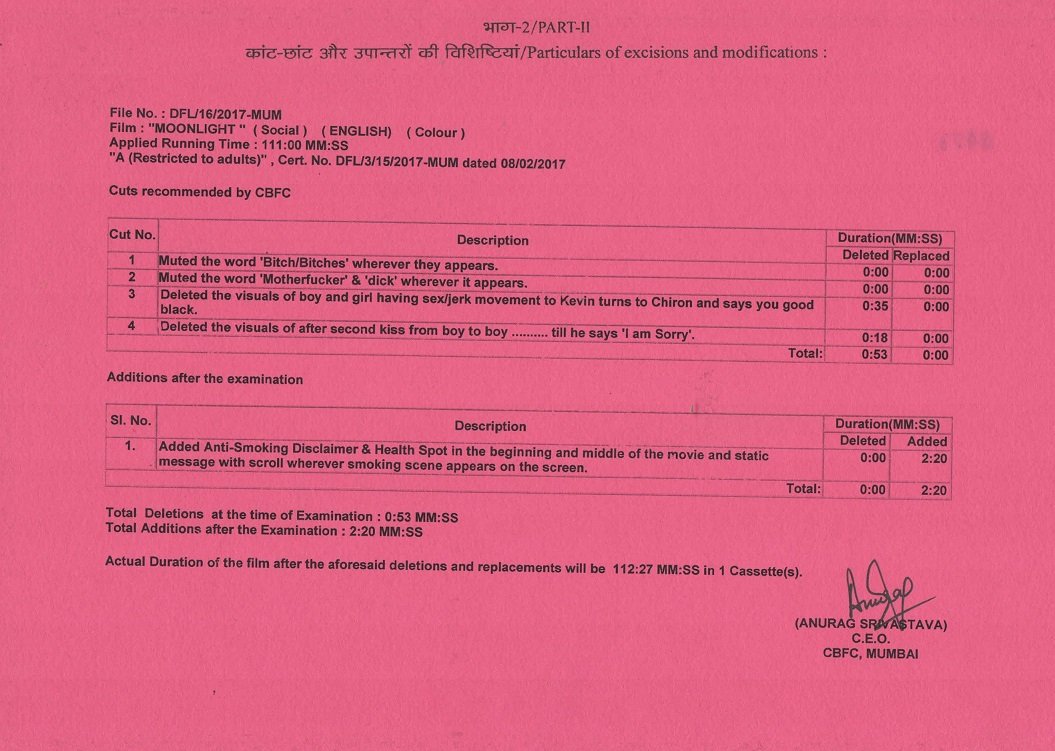 भाग-2/PART-II
कांट-छांट और उपान्तरों की विशिष्टियां/Particulars of excisions and modifications :
File No. : DFL/16/2017-MUM
Film : "MOONLIGHT " ( Social ) ( ENGLISH) ( Colour )
Applied Running Time : 111:00 MM:SS
"A (Restricted to adults)" , Cert. No. DFL/3/15/2017-MUM dated 08/02/2017
Cuts recommended by CBFC
Cut No. Description Duration(MM:SS)
Deleted Replaced
1 Muted the word 'Bitch/Bitches' wherever they appears. 0:00 0:00
2 Muted the word 'Motherfucker' & 'dick' wherever it appears. 0:00 0:00
3 Deleted the visuals of boy and girl having sex/jerk movement to Kevin turns to Chiron and says you good 0:35 0:00
black.
4 Deleted the visuals of after second kiss from boy to boy .......... till he says 'I am Sorry'. 0:18 0:00
Total: 0:53 0:00
Additions after the examination
Sl. No. Description Duration(MM:SS)
Deleted Added
1. Added Anti-Smoking Disclaimer & Health Spot in the beginning and middle of the movie and static 0:00 2:20
message with scroll wherever smoking scene appears on the screen.
Total: 0:00 2:20
Total Deletions at the time of Examination : 0:53 MM:SS
Total Additions after the Examination : 2:20 MM:SS
Actual Duration of the film after the aforesaid deletions and replacements will be 112:27 MM:SS in 1 Cassette(s).
(ANURAG SRIVASTAVA)
C.E.O.
CBFC, MUMBAI